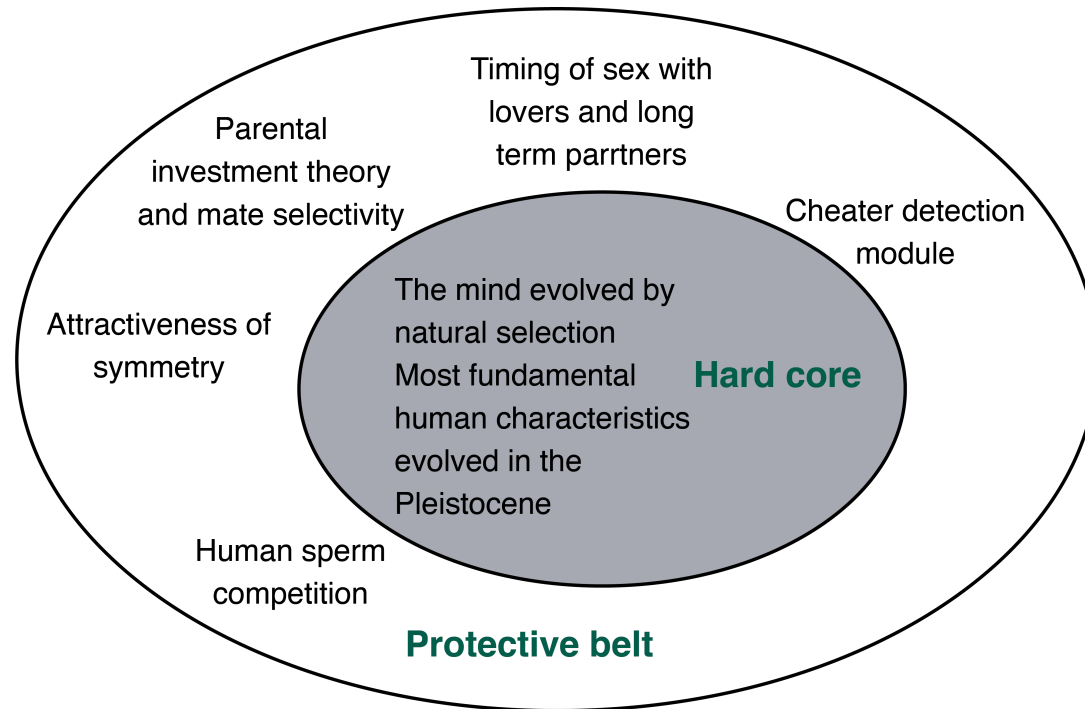 Timing of sex with
lovers and long
term parrtners
Parental
investment theory
and mate selectivity
Cheater detection
module
Attractiveness of
symmetry
The mind evolved by
natural selection
Most fundamental
human characteristics
evolved in the
Pleistocene
Hard core
Human sperm
competition
Protective belt